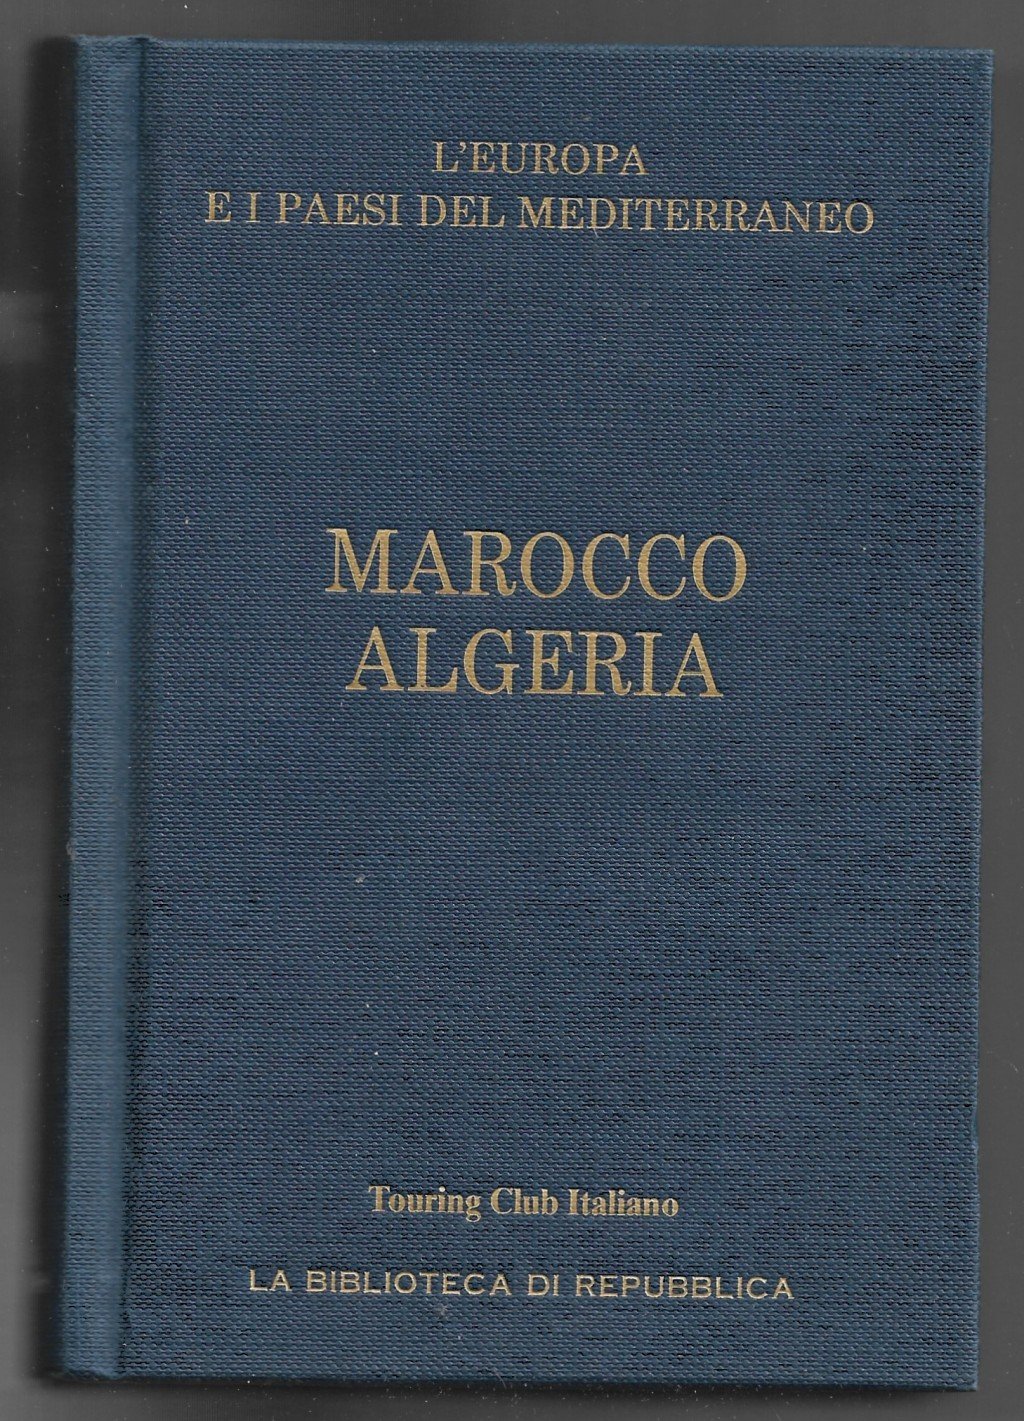 L'EUROPA
E I PAESI DEL MEDITERRANEO
MAROCCO
ALGERIA
Touring Club Italiano
LA BIBLIOTECA DI REPUBBLICA